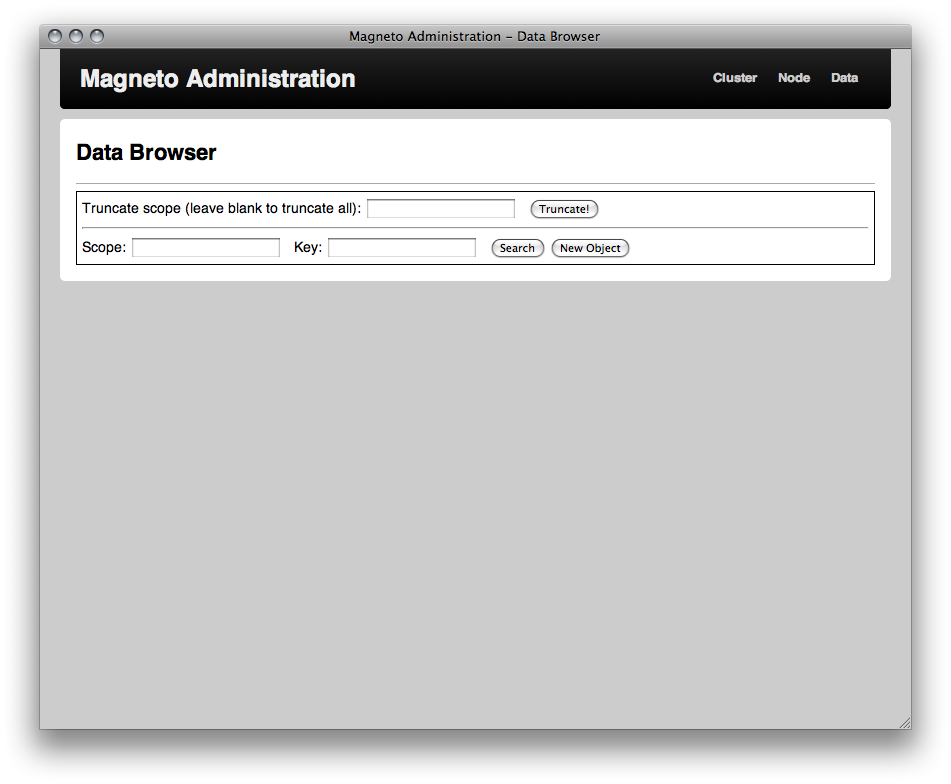 Magneto Administration – Data Browser
Magneto Administration Cluster Node Data
Data Browser
Truncate scope (leave blank to truncate all): Truncate!
Scope: Key: Search New Object